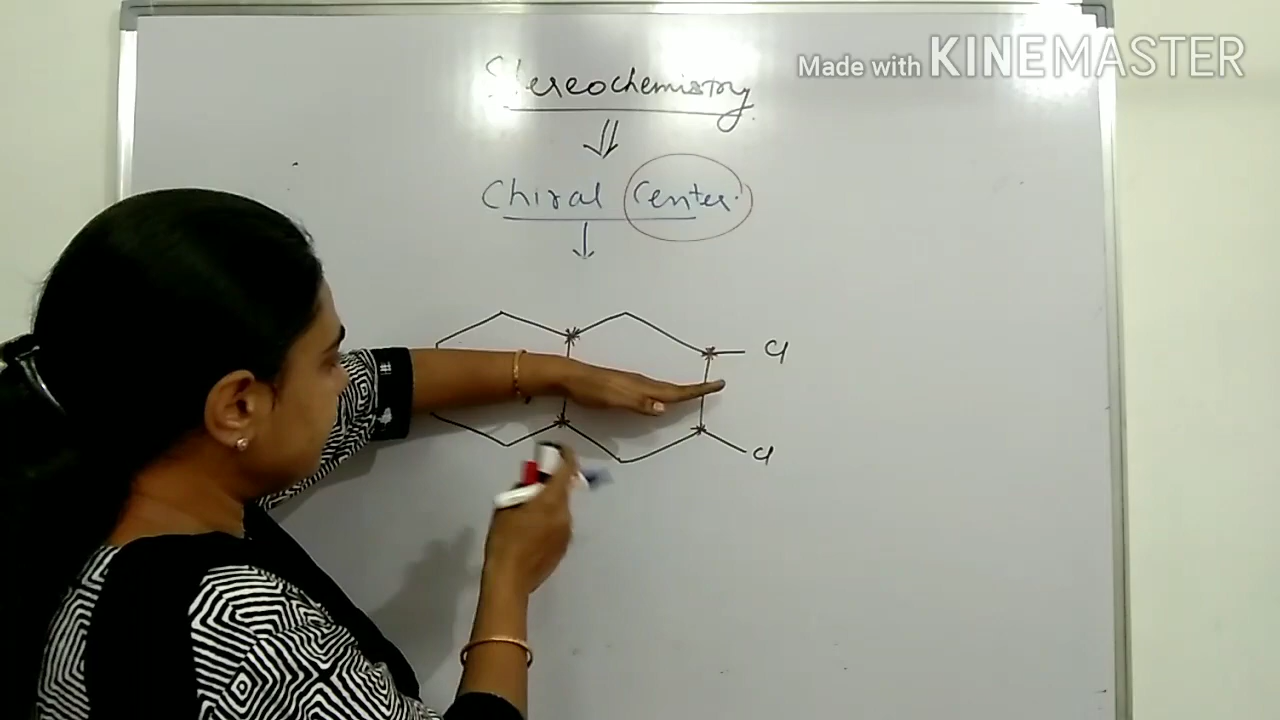 Made with KINEMASTER
Stereochemistry
Chiral Center.
Cl
Cl